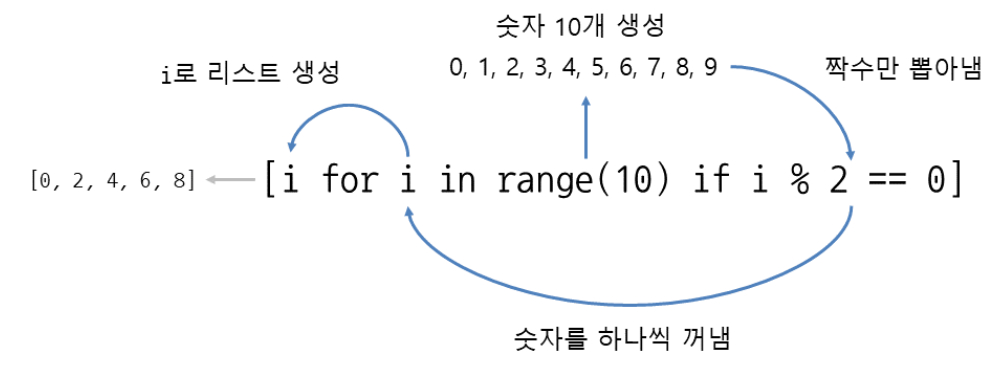 숫자 10개 생성
i로 리스트 생성
0, 1, 2, 3, 4, 5, 6, 7, 8, 9
짝수만 뽑아냄
[0, 2, 4, 6, 8]
[i for i in range(10) if i % 2 == 0]
숫자를 하나씩 꺼냄